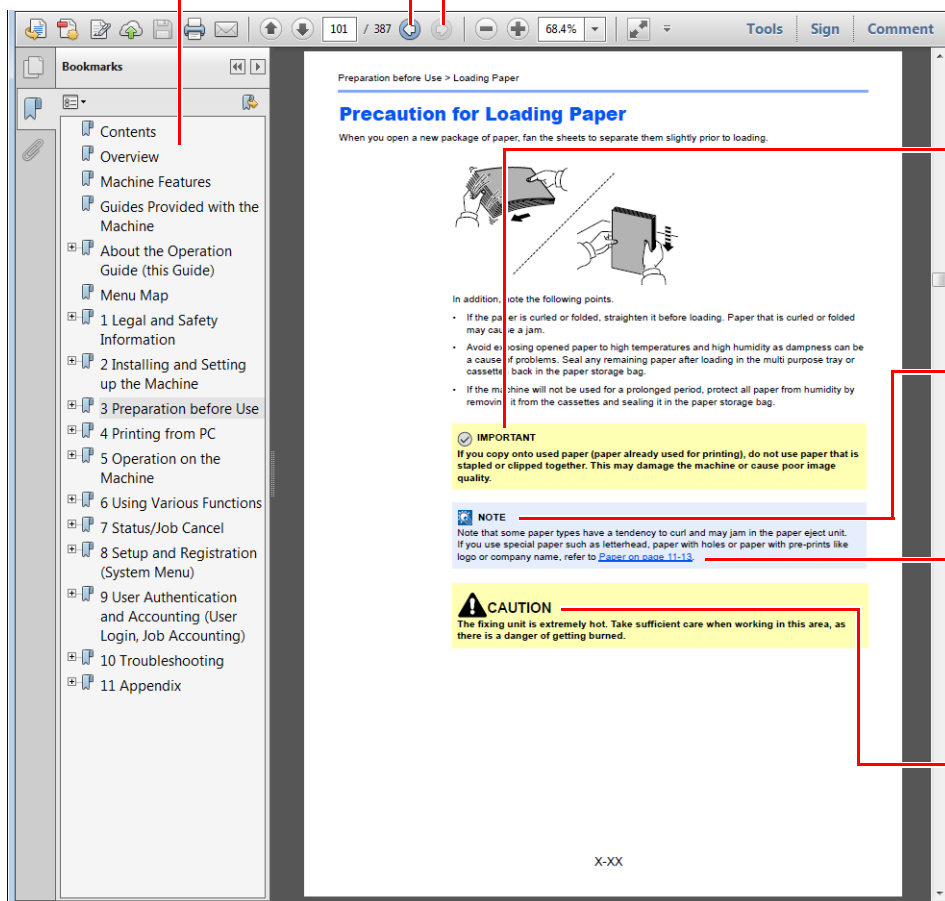 101 / 387
68.4%
Tools
Sign
Comment
Bookmarks
Contents
Overview
Machine Features
Guides Provided with the
Machine
About the Operation
Guide (this Guide)
Menu Map
1 Legal and Safety
Information
2 Installing and Setting
up the Machine
3 Preparation before Use
4 Printing from PC
5 Operation on the
Machine
6 Using Various Functions
7 Status/Job Cancel
8 Setup and Registration
(System Menu)
9 User Authentication
and Accounting (User
Login, Job Accounting)
10 Troubleshooting
11 Appendix
Preparation before Use > Loading Paper
Precaution for Loading Paper
When you open a new package of paper, fan the sheets to separate them slightly prior to loading.
In addition, note the following points.
• If the paper is curled or folded, straighten it before loading. Paper that is curled or folded
may cause a jam.
• Avoid exposing opened paper to high temperatures and high humidity as dampness can be
a cause of problems. Seal any remaining paper after loading in the multi purpose tray or
cassettes back in the paper storage bag.
• If the machine will not be used for a prolonged period, protect all paper from humidity by
removing it from the cassettes and sealing it in the paper storage bag.
IMPORTANT
If you copy onto used paper (paper already used for printing), do not use paper that is
stapled or clipped together. This may damage the machine or cause poor image
quality.
NOTE
Note that some paper types have a tendency to curl and may jam in the paper eject unit.
If you use special paper such as letterhead, paper with holes or paper with pre-prints like
logo or company name, refer to Paper on page 11-13.
CAUTION
The fixing unit is extremely hot. Take sufficient care when working in this area, as
there is a danger of getting burned.
X-XX